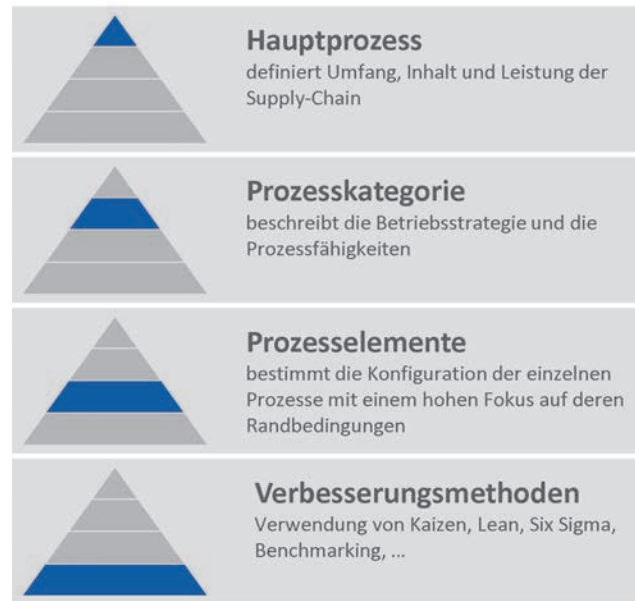 Hauptprozess
definiert Umfang, Inhalt und Leistung der
Supply-Chain
Prozesskategorie
beschreibt die Betriebsstrategie und die
Prozessfähigkeiten
Prozesselemente
bestimmt die Konfiguration der einzelnen
Prozesse mit einem hohen Fokus auf deren
Randbedingungen
Verbesserungsmethoden
Verwendung von Kaizen, Lean, Six Sigma,
Benchmarking, ...